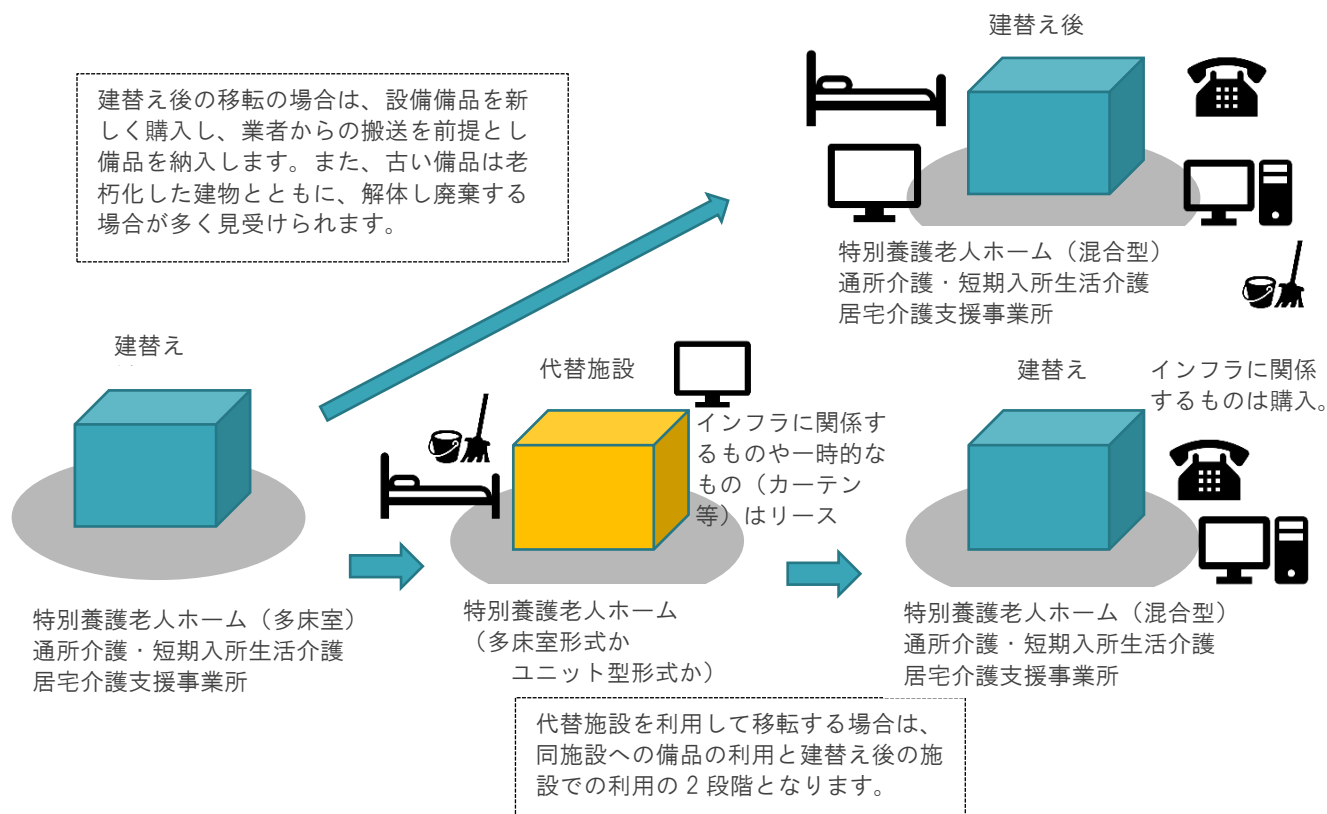 建替え後
建替え後の移転の場合は、設備備品を新
しく購入し、業者からの搬送を前提とし
備品を納入します。また、古い備品は老
朽化した建物とともに、解体し廃棄する
場合が多く見受けられます。
特別養護老人ホーム（混合型）
通所介護・短期入所生活介護
居宅介護支援事業所
建替え
特別養護老人ホーム（多床室）
通所介護・短期入所生活介護
居宅介護支援事業所
代替施設
インフラに関係す
るものや一時的な
もの（カーテン
等）はリース
特別養護老人ホーム
（多床室形式か
ユニット型形式か）
建替え
インフラに関係
するものは購入。
特別養護老人ホーム（混合型）
通所介護・短期入所生活介護
居宅介護支援事業所
代替施設を利用して移転する場合は、
同施設への備品の利用と建替え後の施
設での利用の２段階となります。